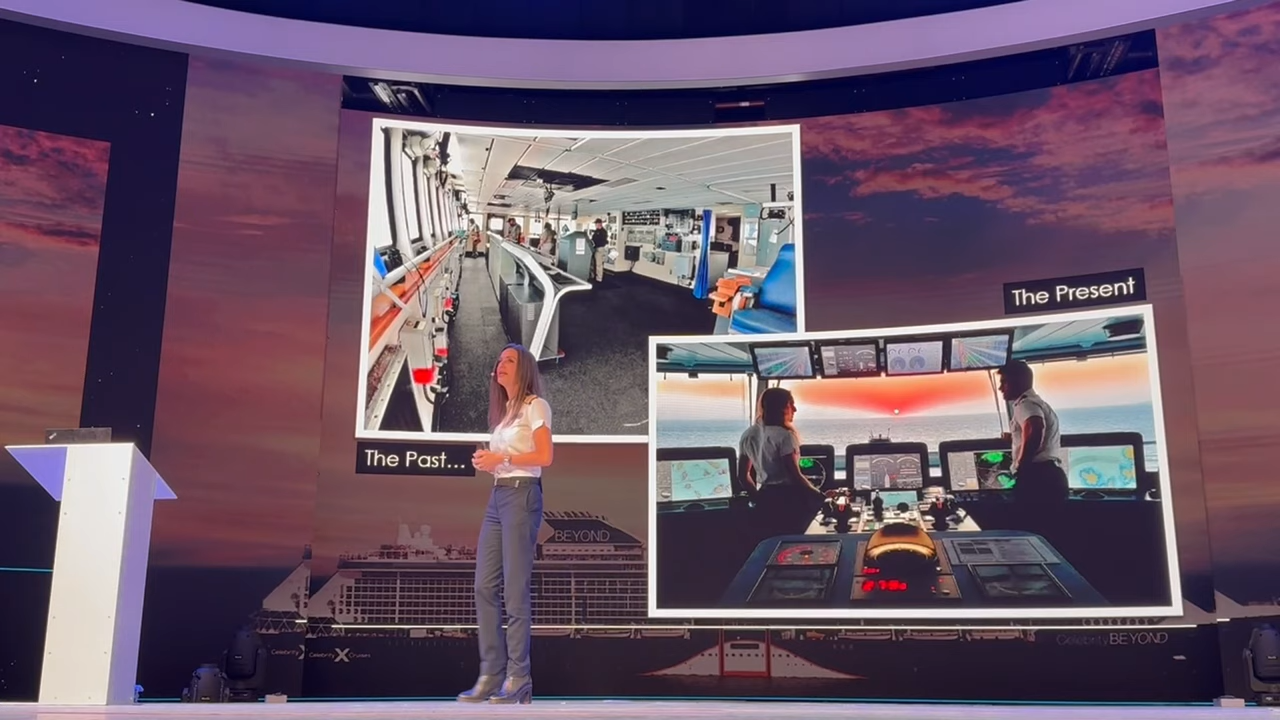 The Present
The Past...
BEYOND
Celebrity X Cruises
Celebrity BEYOND